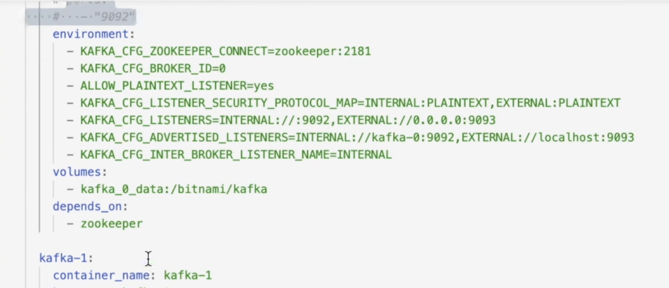 #   - "9092"
environment:
- KAFKA_CFG_ZOOKEEPER_CONNECT=zookeeper:2181
- KAFKA_CFG_BROKER_ID=0
- ALLOW_PLAINTEXT_LISTENER=yes
- KAFKA_CFG_LISTENER_SECURITY_PROTOCOL_MAP=INTERNAL:PLAINTEXT,EXTERNAL:PLAINTEXT
- KAFKA_CFG_LISTENERS=INTERNAL://:9092,EXTERNAL://0.0.0.0:9093
- KAFKA_CFG_ADVERTISED_LISTENERS=INTERNAL://kafka-0:9092,EXTERNAL://localhost:9093
- KAFKA_CFG_INTER_BROKER_LISTENER_NAME=INTERNAL
volumes:
- kafka_0_data:/bitnami/kafka
depends_on:
- zookeeper
kafka-1:
container_name: kafka-1